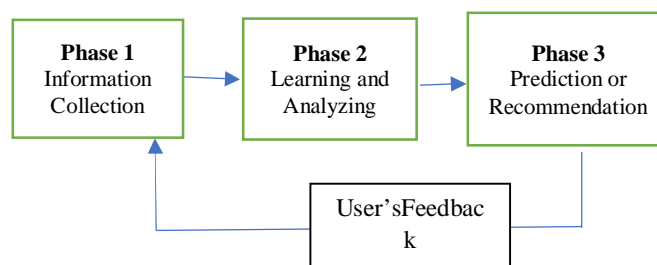 Phase 1
Information
Collection
Phase 2
Learning and
Analyzing
Phase 3
Prediction or
Recommendation
User'sFeedbac
k